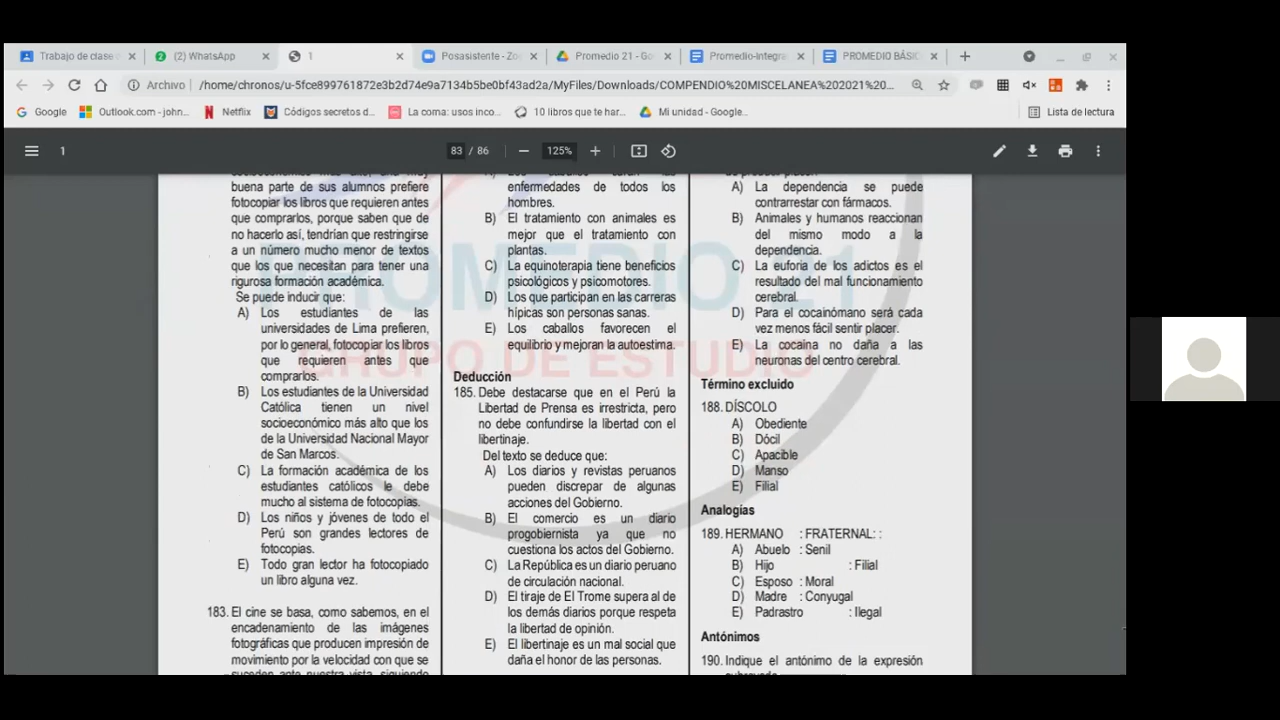 Trabajo de clase
(2) WhatsApp
1
Posasistente - Zo
Promedio 21 - Go
Promedio-Integra
PROMEDIO BÁSIC
Archivo
/home/chronos/u-5fce899761872e3b2d74e9a7134b5be0bf43ad2a/MyFiles/Downloads/COMPENDIO%20MISCELANEA%202021%20...
Google
Outlook.com - john...
Netflix
Códigos secretos d...
La coma: usos inco...
10 libros que te har...
Mi unidad - Google...
Lista de lectura
1
83 / 86
125%
buena parte de sus alumnos prefiere
fotocopiar los libros que requieren antes
que comprarlos, porque saben que de
no hacerlo así, tendrían que restringirse
a un número mucho menor de textos
que los que necesitan para tener una
rigurosa formación académica.
Se puede inducir que:
A) Los estudiantes de las
universidades de Lima prefieren,
por lo general, fotocopiar los libros
que requieren antes que
comprarlos.
B) Los estudiantes de la Universidad
Católica tienen un nivel
socioeconómico más alto que los
de la Universidad Nacional Mayor
de San Marcos.
C) La formación académica de los
estudiantes católicos le debe
mucho al sistema de fotocopias.
D) Los niños y jóvenes de todo el
Perú son grandes lectores de
fotocopias.
E) Todo gran lector ha fotocopiado
un libro alguna vez.
183. El cine se basa, como sabemos, en el
encadenamiento de las imágenes
fotográficas que producen impresión de
movimiento por la velocidad con que se
suceden ante nuestra vista, siguiendo
enfermedades de todos los
hombres.
B) El tratamiento con animales es
mejor que el tratamiento con
plantas.
C) La equinoterapia tiene beneficios
psicológicos y psicomotores.
D) Los que participan en las carreras
hípicas son personas sanas.
E) Los caballos favorecen el
equilibrio y mejoran la autoestima.
Deducción
185. Debe destacarse que en el Perú la
Libertad de Prensa es irrestricta, pero
no debe confundirse la libertad con el
libertinaje.
Del texto se deduce que:
A) Los diarios y revistas peruanos
pueden discrepar de algunas
acciones del Gobierno.
B) El comercio es un diario
progobiernista ya que no
cuestiona los actos del Gobierno.
C) La República es un diario peruano
de circulación nacional.
D) El tiraje de El Trome supera al de
los demás diarios porque respeta
la libertad de opinión.
E) El libertinaje es un mal social que
daña el honor de las personas.
A) La dependencia se puede
contrarrestar con fármacos.
B) Animales y humanos reaccionan
del mismo modo a la
dependencia.
C) La euforia de los adictos es el
resultado del mal funcionamiento
cerebral.
D) Para el cocainómano será cada
vez menos fácil sentir placer.
E) La cocaína no daña a las
neuronas del centro cerebral.
Término excluido
188. DÍSCOLO
A) Obediente
B) Dócil
C) Apacible
D) Manso
E) Filial
Analogías
189. HERMANO : FRATERNAL: :
A) Abuelo : Senil
B) Hijo : Filial
C) Esposo : Moral
D) Madre : Conyugal
E) Padrastro : Ilegal
Antónimos
190. Indique el antónimo de la expresión
PROMEDIO 21
GRUPO DE ESTUDIO